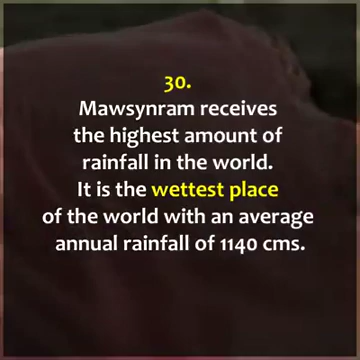 30.
Mawsynram receives
the highest amount of
rainfall in the world.
It is the wettest place
of the world with an average
annual rainfall of 1140 cms.